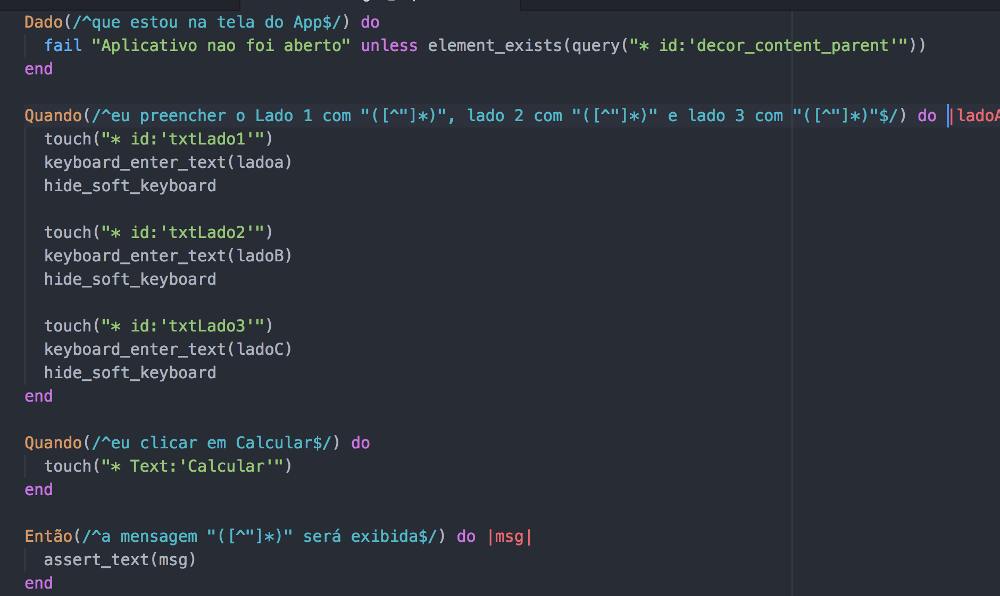 Dado(/^que estou na tela do App$/) do
  fail "Aplicativo nao foi aberto" unless element_exists(query("* id:'decor_content_parent'"))
end

Quando(/^eu preencher o Lado 1 com "([^"]*)", lado 2 com "([^"]*)" e lado 3 com "([^"]*)"$/) do |ladoA
  touch("* id:'txtLado1'")
  keyboard_enter_text(ladoa)
  hide_soft_keyboard

  touch("* id:'txtLado2'")
  keyboard_enter_text(ladoB)
  hide_soft_keyboard

  touch("* id:'txtLado3'")
  keyboard_enter_text(ladoC)
  hide_soft_keyboard
end

Quando(/^eu clicar em Calcular$/) do
  touch("* Text:'Calcular'")
end

Então(/^a mensagem "([^"]*)" será exibida$/) do |msg|
  assert_text(msg)
end